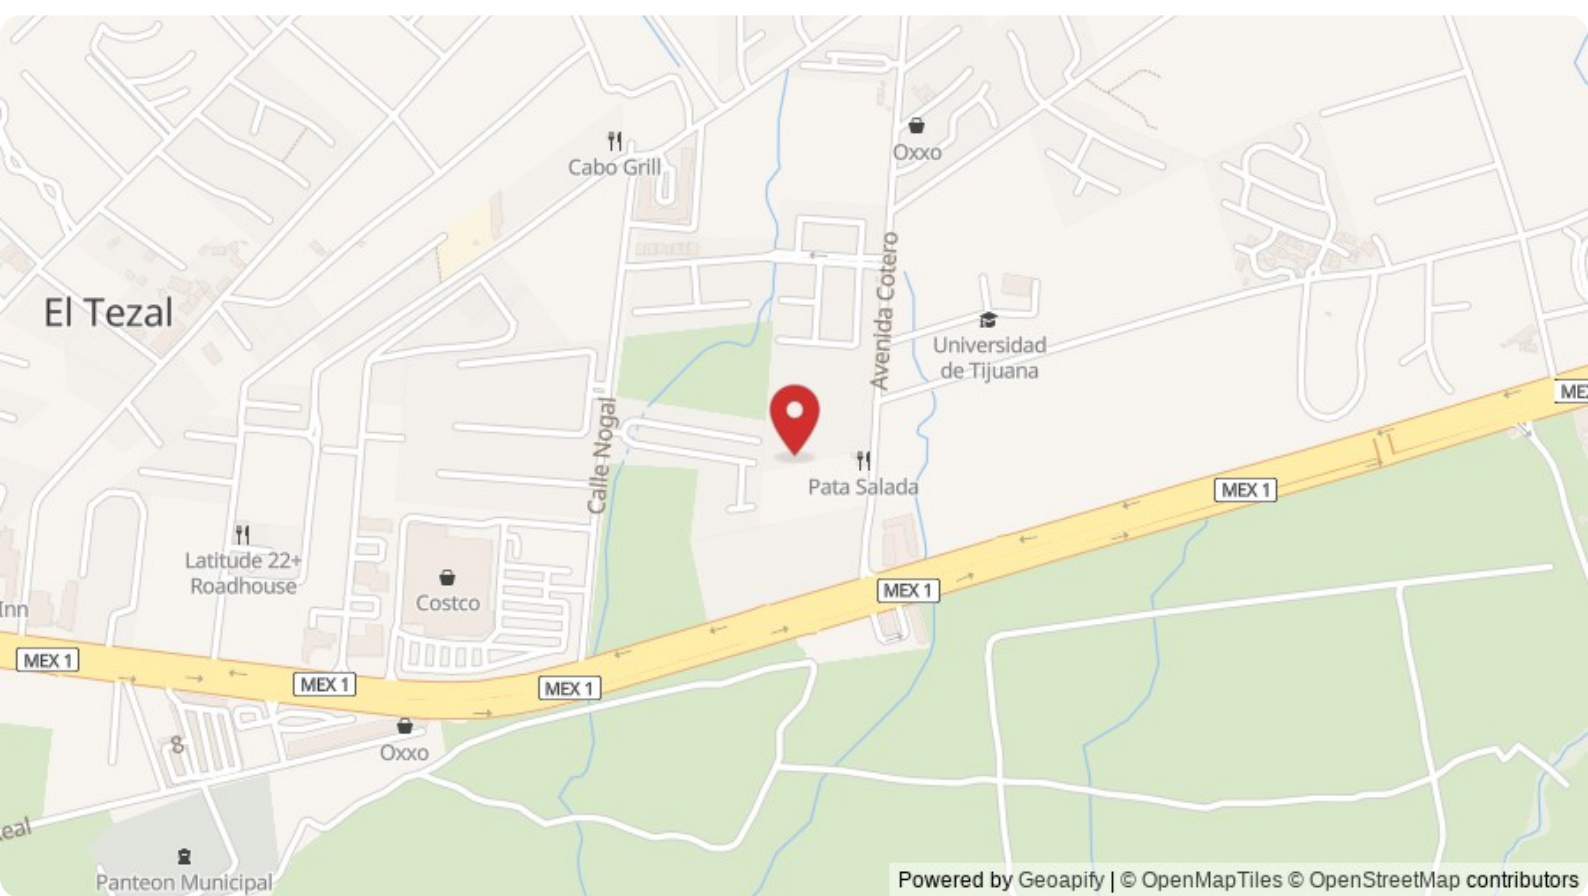 Cabo Grill
Oxxo
Avenida Cotero
El Tezal
Universidad
de Tijuana
MEX 1
Calle Nogal
Pata Salada
MEX 1
Latitude 22+
Roadhouse
Costco
MEX 1
Inn
MEX 1
MEX 1
MEX 1
8
Oxxo
eal
Panteon Municipal
Powered by Geoapify | © OpenMapTiles © OpenStreetMap contributors